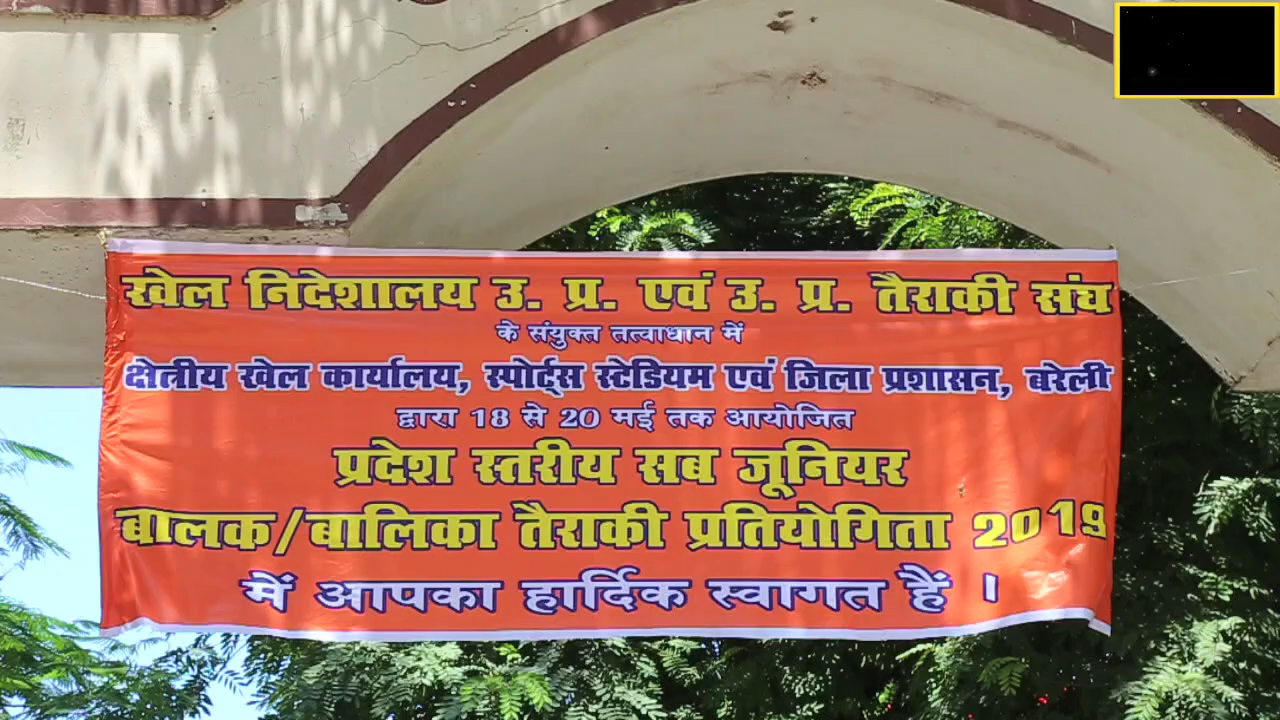 खेल निदेशालय उ. प्र. एवं उ. प्र. तैराकी संघ
के संयुक्त तत्वाधान में
क्षेत्रीय खेल कार्यालय, स्पोर्ट्स स्टेडियम एवं जिला प्रशासन, बरेली
द्वारा 18 से 20 मई तक आयोजित
प्रदेश स्तरीय सब जूनियर
बालक/बालिका तैराकी प्रतियोगिता 2019
में आपका हार्दिक स्वागत हैं ।